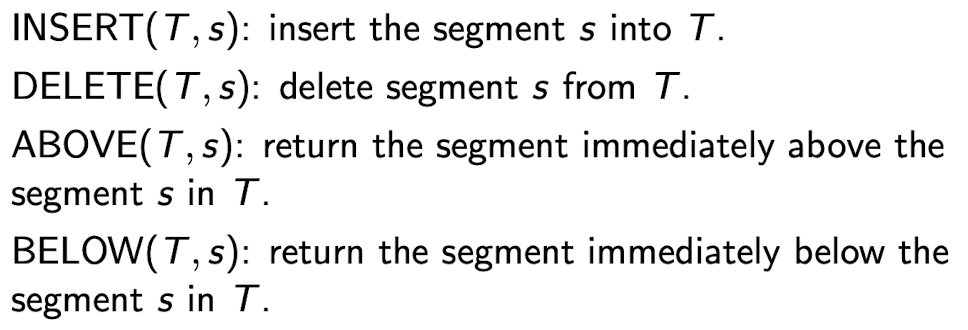 INSERT(T, s): insert the segment s into T.
DELETE(T, s): delete segment s from T.
ABOVE(T, s): return the segment immediately above the
segment s in T.
BELOW(T, s): return the segment immediately below the
segment s in T.